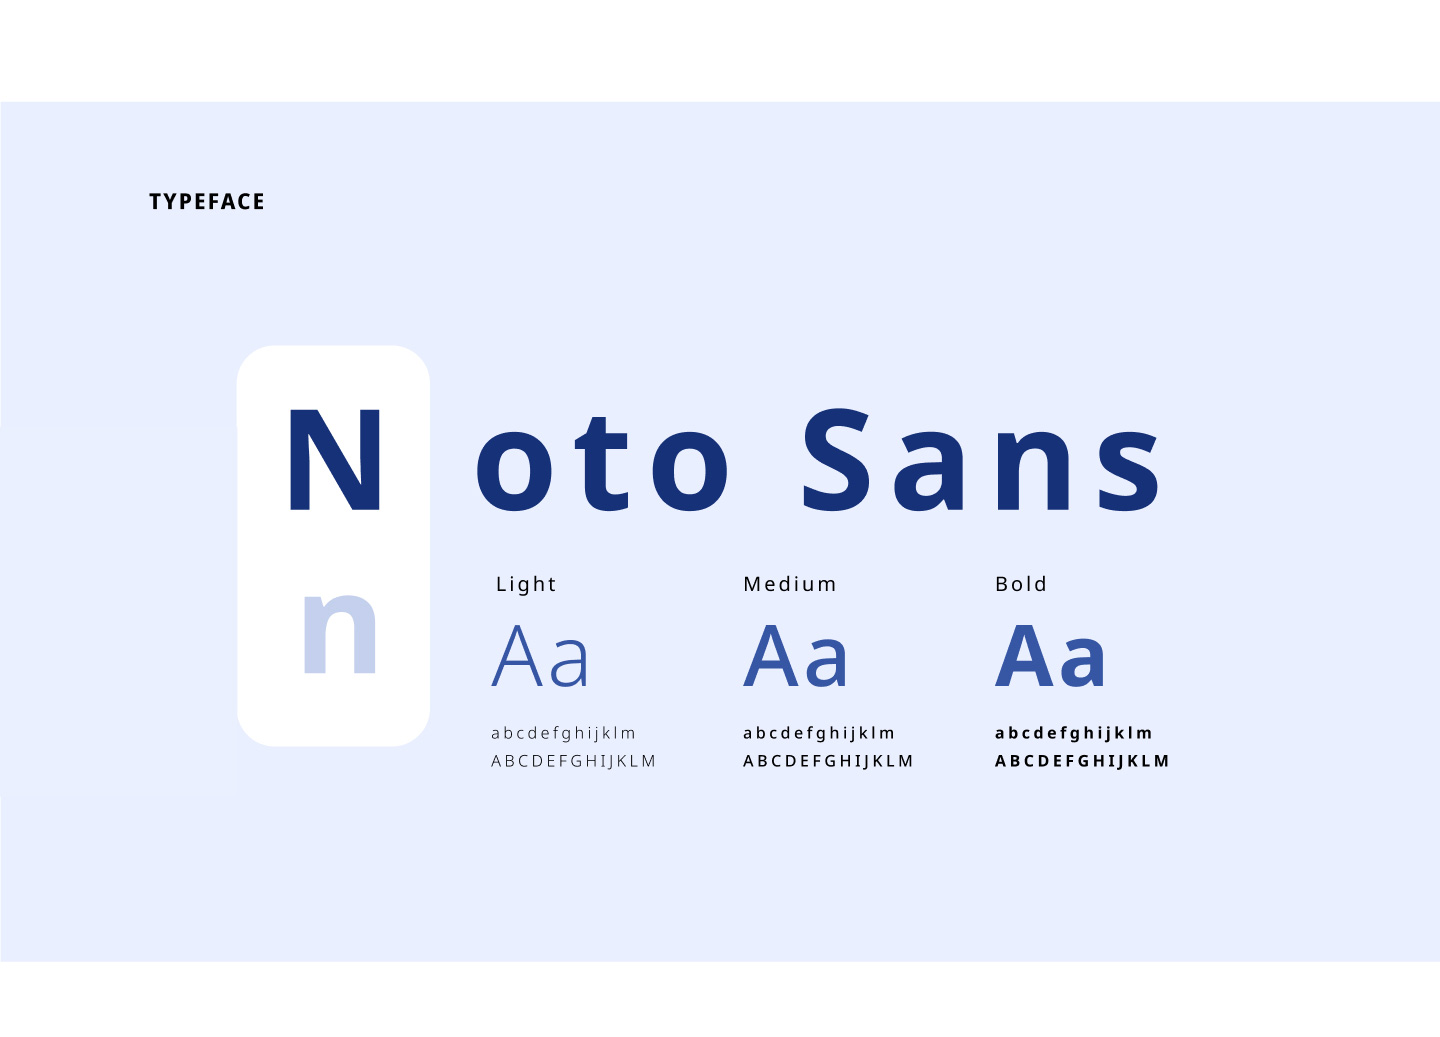 TYPEFACE
Noto Sans
n
Light
Aa
abcdefghijklm
ABCDEFGHIJKLM
Medium
Aa
abcdefghijklm
ABCDEFGHIJKLM
Bold
Aa
abcdefghijklm
ABCDEFGHIJKLM